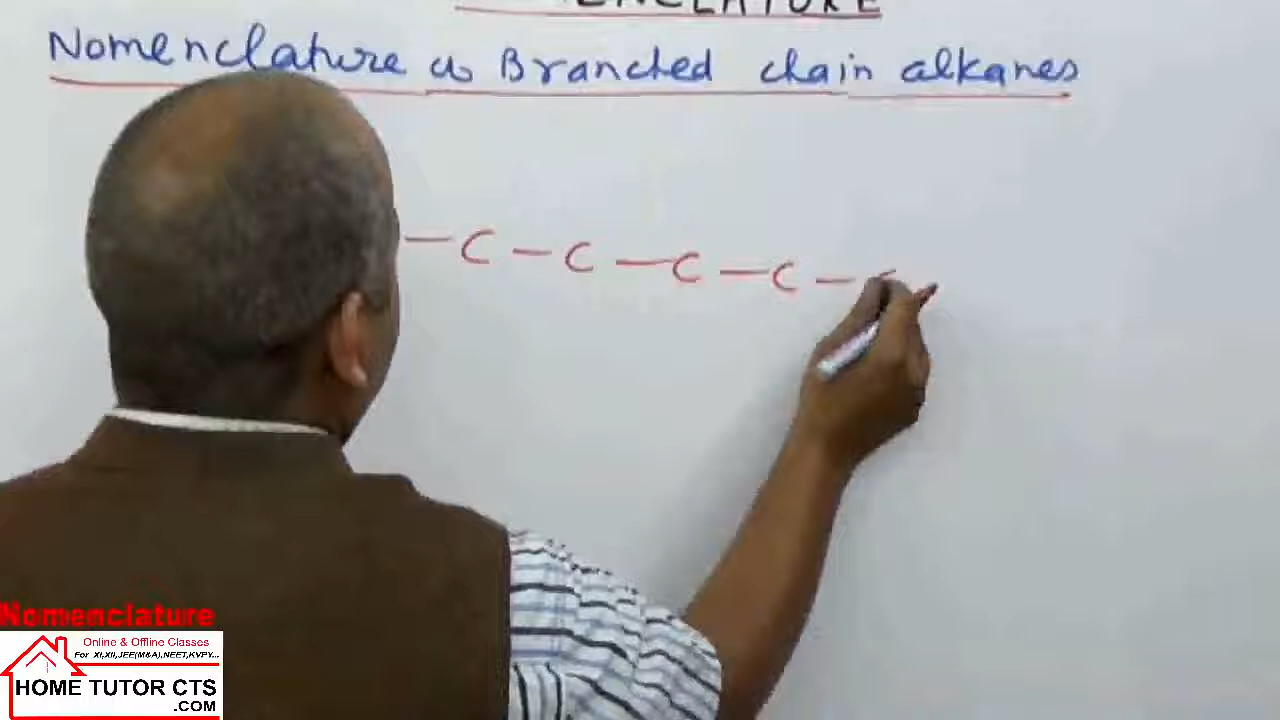 Nomenclature of Branched chain alkanes
— C — C — C — C —
Nomenclature
Online & Offline Classes
For XI,XII,JEE(M&A),NEET,KVPY...
HOME TUTOR CTS
.COM